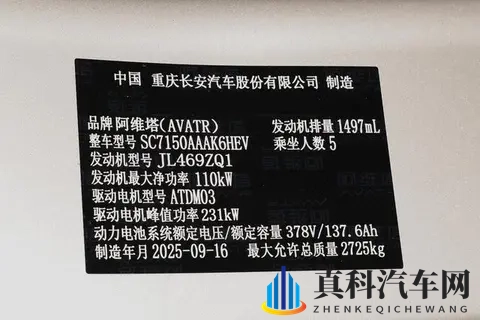 中国 重庆长安汽车股份有限公司 制造
品牌 阿维塔(AVATR) 发动机排量 1497mL
整车型号 SC7150AAAK6HEV 乘坐人数 5
发动机型号 JL469ZQ1
发动机最大净功率 110kW
驱动电机型号 ATDM03
驱动电机峰值功率 231kW
动力电池系统额定电压/额定容量 378V/137.6Ah
制造年月 2025-09-16 最大允许总质量 2725kg
真科汽车网
ZHENKEQICHEWANG